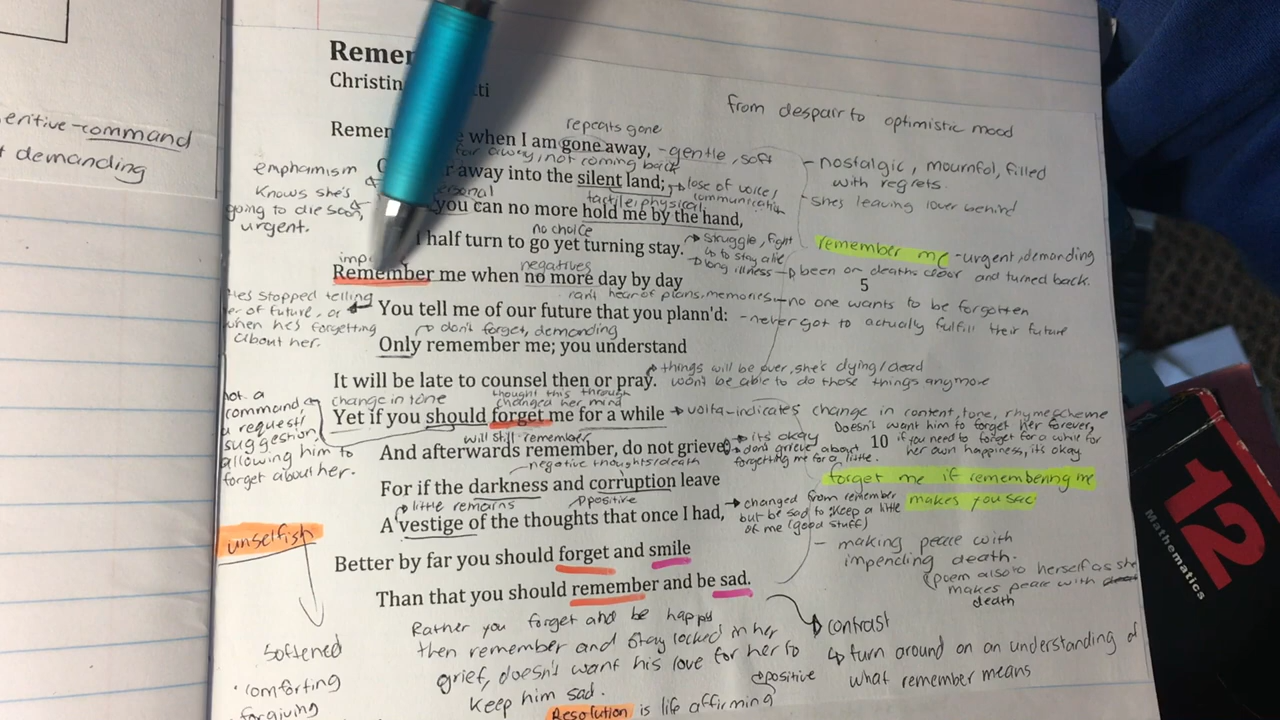 eritive-command
demanding
Remem
Christin tti
from despair to optimistic mood
repeats gone
Remem e when I am gone away, -gentle, soft
far away, not coming back
emphamism
r away into the silent land; lose of voice, communication
Knows she's going to die soon, urgent.
personal
tactile/physical
you can no more hold me by the hand,
no choice
I half turn to go yet turning stay. struggle, fight to stay alive
long illness - been on deaths door and turned back.
- nostalgic, mournful, filled with regrets.
- she's leaving lover behind
remember me -urgent, demanding
negatives
Remember me when no more day by day
5
can't hear of plans, memories - no one wants to be forgotten
You tell me of our future that you plann'd: -never got to actually fulfill their future
He's stopped telling her of future, or when he's forgetting about her.
don't forget, demanding
Only remember me; you understand
things will be over, she's dying/dead
It will be late to counsel then or pray. won't be able to do those things anymore
change in tone
thought this through changed her mind
Yet if you should forget me for a while volta-indicates change in content, tone, rhyme scheme
not a command a request/ suggestion, allowing him to forget about her.
Doesn't want him to forget her forever,
if you need to forget for a while for
her own happiness, it's okay
10
will still remember
And afterwards remember, do not grieve: it's okay
don't grieve about forgetting me for a little.
negative thoughts/death
For if the darkness and corruption leave
forget me if remembering me
makes you sad
little remains
positive
A vestige of the thoughts that once I had, changed from remember
but be sad to keep a little
of me (good stuff)
unselfish
Better by far you should forget and smile
- making peace with
impending death.
poem also to herself as she
makes peace with
death
Than that you should remember and be sad.
contrast
turn around on an understanding of
what remember means
softened
comforting
forgiving
Rather you forget and be happy
then remember and stay locked in her
grief, doesn't want his love for her to
keep him sad.
positive
Resolution is life affirming
12
Mathematics